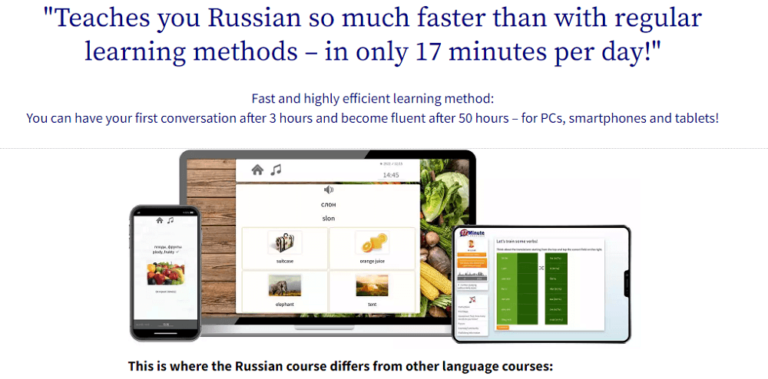 "Teaches you Russian so much faster than with regular
learning methods – in only 17 minutes per day!"
Fast and highly efficient learning method:
You can have your first conversation after 3 hours and become fluent after 50 hours – for PCs, smartphones and tablets!
14:45
слон
slon
suitcase
orange juice
elephant
tent
17Minute
Let's train some verbs!
This is where the Russian course differs from other language courses: